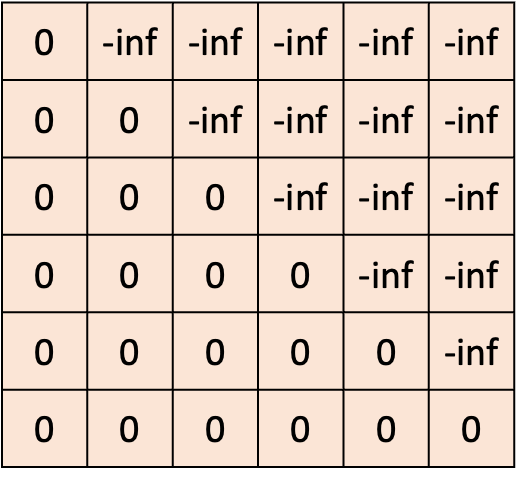 0 -inf -inf -inf -inf -inf
0 0 -inf -inf -inf -inf
0 0 0 -inf -inf -inf
0 0 0 0 -inf -inf
0 0 0 0 0 -inf
0 0 0 0 0 0